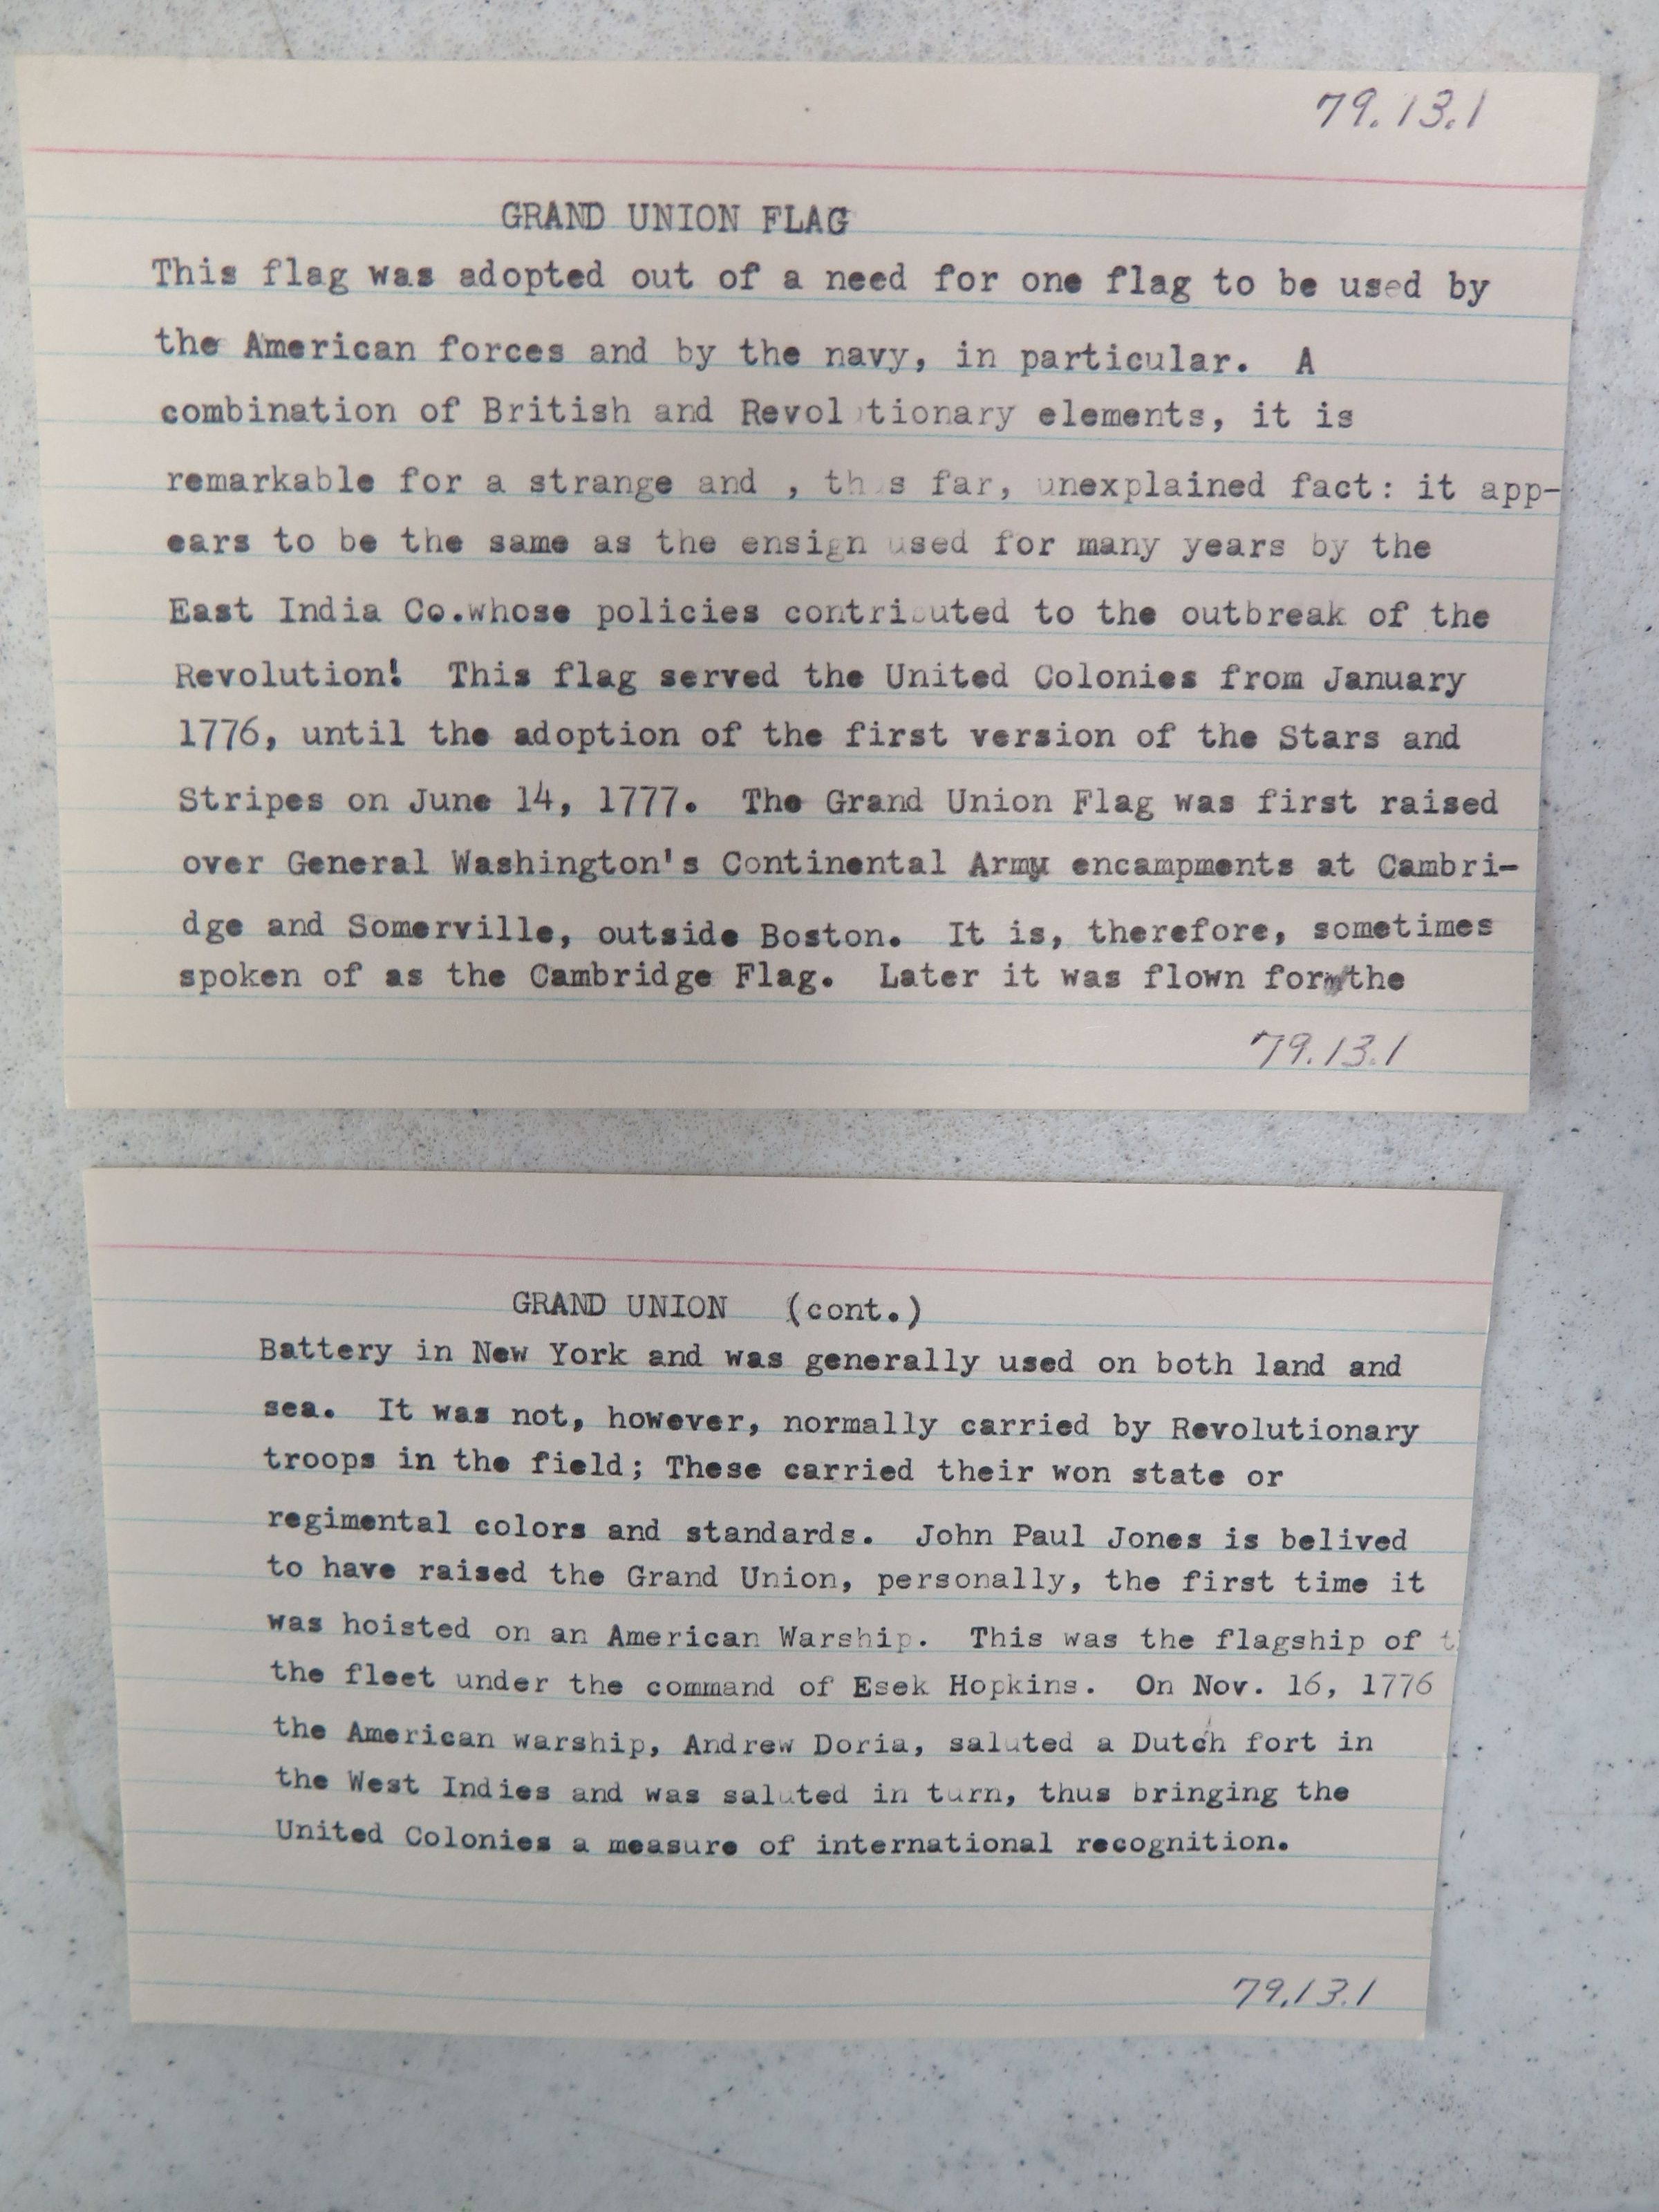 79.13.1
GRAND UNION FLAG
This flag was adopted out of a need for one flag to be used by
the American forces and by the navy, in particular. A
combination of British and Revolutionary elements, it is
remarkable for a strange and , thus far, unexplained fact: it app-
ears to be the same as the ensign used for many years by the
East India Co.whose policies contributed to the outbreak of the
Revolution! This flag served the United Colonies from January
1776, until the adoption of the first version of the Stars and
Stripes on June 14, 1777. The Grand Union Flag was first raised
over General Washington's Continental Army encampments at Cambri-
dge and Somerville, outside Boston. It is, therefore, sometimes
spoken of as the Cambridge Flag. Later it was flown form the
79.13.1
GRAND UNION (cont.)
Battery in New York and was generally used on both land and
sea. It was not, however, normally carried by Revolutionary
troops in the field; These carried their won state or
regimental colors and standards. John Paul Jones is belived
to have raised the Grand Union, personally, the first time it
was hoisted on an American Warship. This was the flagship of
the fleet under the command of Esek Hopkins. On Nov. 16, 1776
the American warship, Andrew Doria, saluted a Dutch fort in
the West Indies and was saluted in turn, thus bringing the
United Colonies a measure of international recognition.
79.13.1